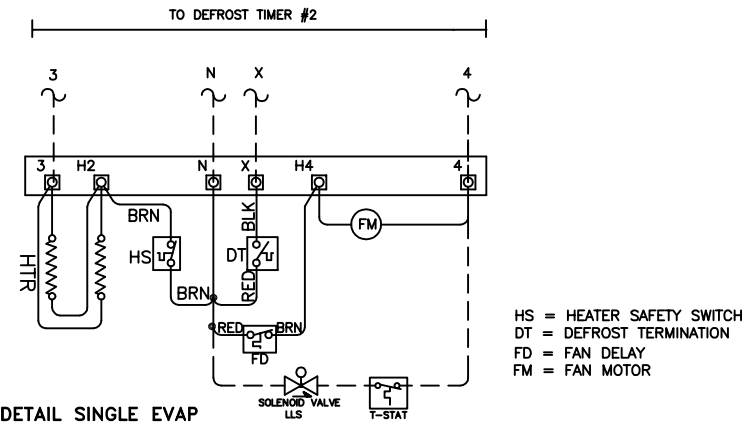 TO DEFROST TIMER #2
3 N X 4
3 H2 N X H4 4
BRN
BLK
FM
HS
DT
HTR
BRN
RED
RED
BRN
FD
HS = HEATER SAFETY SWITCH
DT = DEFROST TERMINATION
FD = FAN DELAY
FM = FAN MOTOR
SOLENOID VALVE
LLS
T-STAT
DETAIL SINGLE EVAP